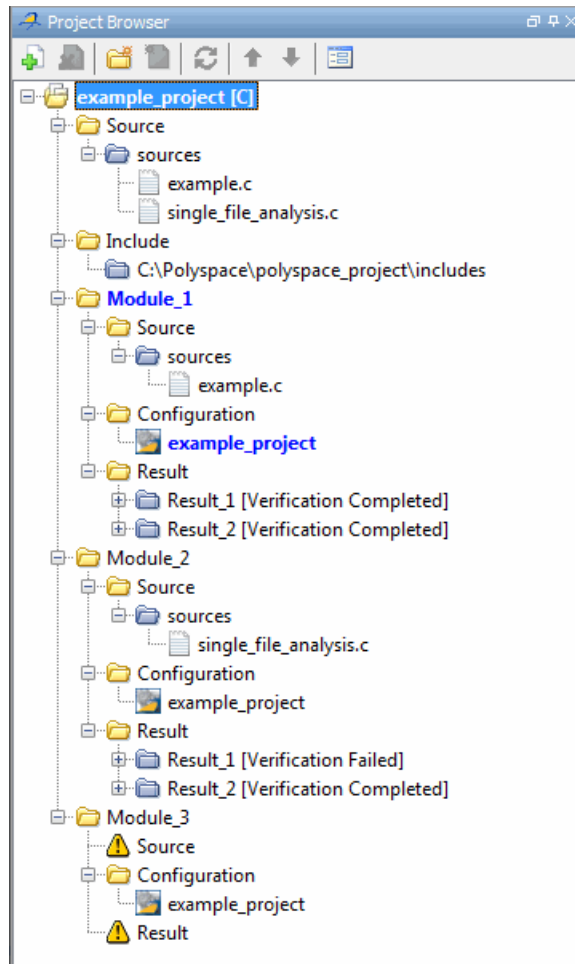 Project Browser
example_project [C]
Source
sources
example.c
single_file_analysis.c
Include
C:\Polyspace\polyspace_project\includes
Module_1
Source
sources
example.c
Configuration
example_project
Result
Result_1 [Verification Completed]
Result_2 [Verification Completed]
Module_2
Source
sources
single_file_analysis.c
Configuration
example_project
Result
Result_1 [Verification Failed]
Result_2 [Verification Completed]
Module_3
Source
Configuration
example_project
Result